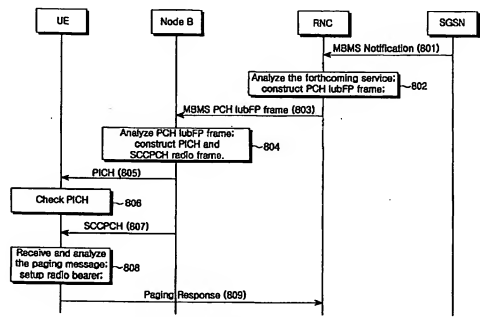 UE
Node B
RNC
SGSN
MBMS Notification (801)
Analyze the forthcoming service;
construct PCH IubFP frame;
802
MBMS PCH IubFP frame (803)
Analyze PCH IubFP frame;
construct PICH and
SCCPCH radio frame.
804
PICH (805)
Check PICH
806
SCCPCH (807)
Receive and analyze
the paging message;
setup radio bearer;
808
Paging Response (809)